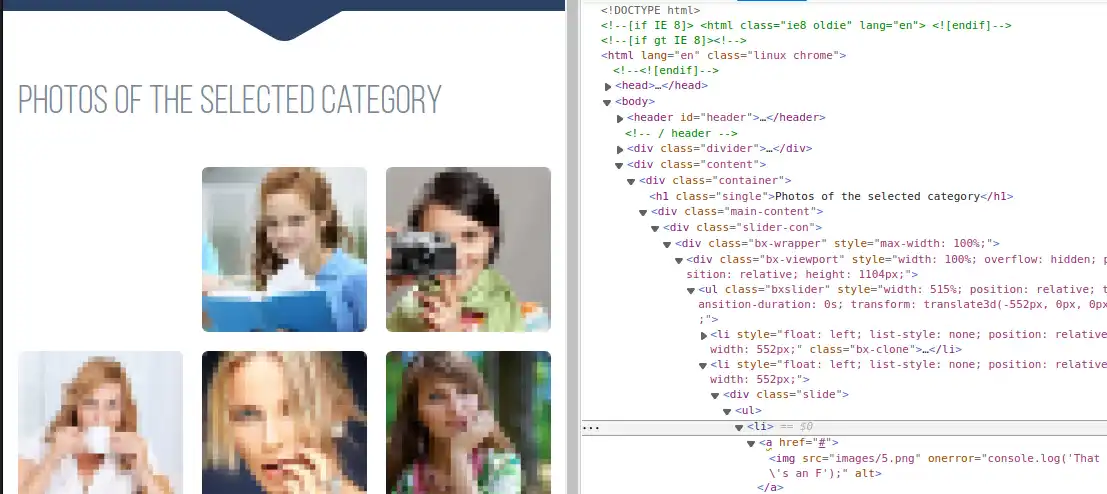 PHOTOS OF THE SELECTED CATEGORY
<!DOCTYPE html>
<!--[if IE 8]> <html class="ie8 oldie" lang="en"> <![endif]-->
<!--[if gt IE 8]><!-->
<html lang="en" class="linux chrome">
<!--<![endif]-->
<head>…</head>
<body>
<header id="header">…</header>
<!-- / header -->
<div class="divider">…</div>
<div class="content">
<div class="container">
<h1 class="single">Photos of the selected category</h1>
<div class="main-content">
<div class="slider-con">
<div class="bx-wrapper" style="max-width: 100%;">
<div class="bx-viewport" style="width: 100%; overflow: hidden; p
sition: relative; height: 1104px;">
<ul class="bxslider" style="width: 515%; position: relative; t
ansition-duration: 0s; transform: translate3d(-552px, 0px, 0px
;">
<li style="float: left; list-style: none; position: relative
width: 552px;" class="bx-clone">…</li>
<li style="float: left; list-style: none; position: relative
width: 552px;">
<div class="slide">
<ul>
... <li> == $0
<a href="#">
<img src="images/5.png" onerror="console.log('That
\'s an F');" alt>
</a>